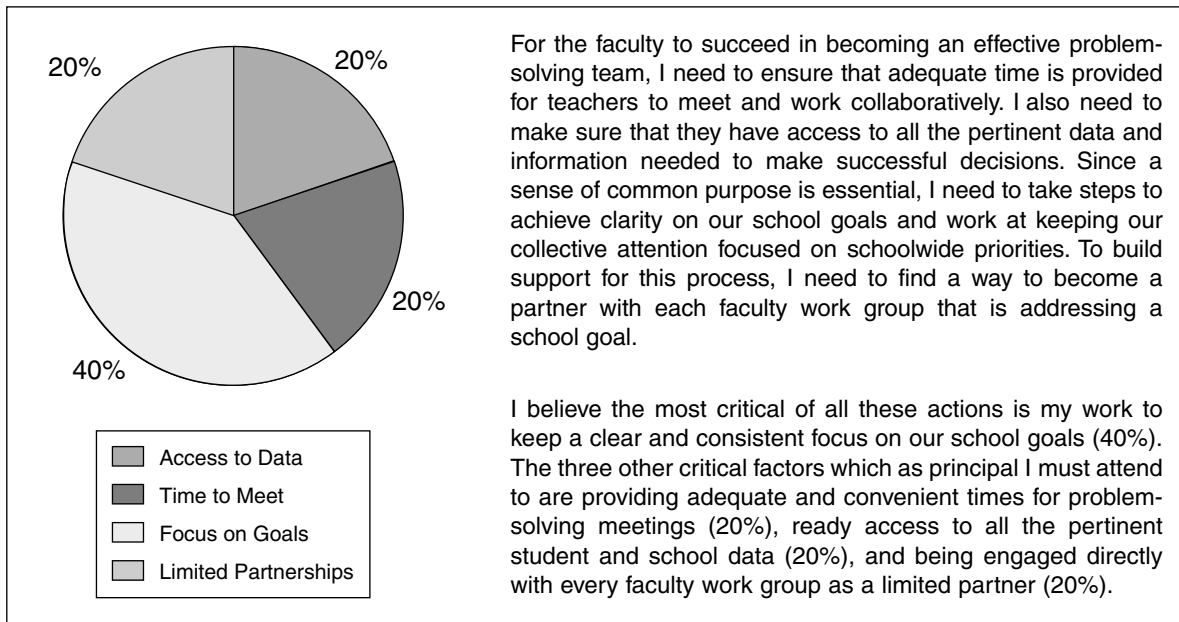 20%
20%
20%
40%
Access to Data
Time to Meet
Focus on Goals
Limited Partnerships
For the faculty to succeed in becoming an effective problem-
solving team, I need to ensure that adequate time is provided
for teachers to meet and work collaboratively. I also need to
make sure that they have access to all the pertinent data and
information needed to make successful decisions. Since a
sense of common purpose is essential, I need to take steps to
achieve clarity on our school goals and work at keeping our
collective attention focused on schoolwide priorities. To build
support for this process, I need to find a way to become a
partner with each faculty work group that is addressing a
school goal.
I believe the most critical of all these actions is my work to
keep a clear and consistent focus on our school goals (40%).
The three other critical factors which as principal I must attend
to are providing adequate and convenient times for problem-
solving meetings (20%), ready access to all the pertinent
student and school data (20%), and being engaged directly
with every faculty work group as a limited partner (20%).